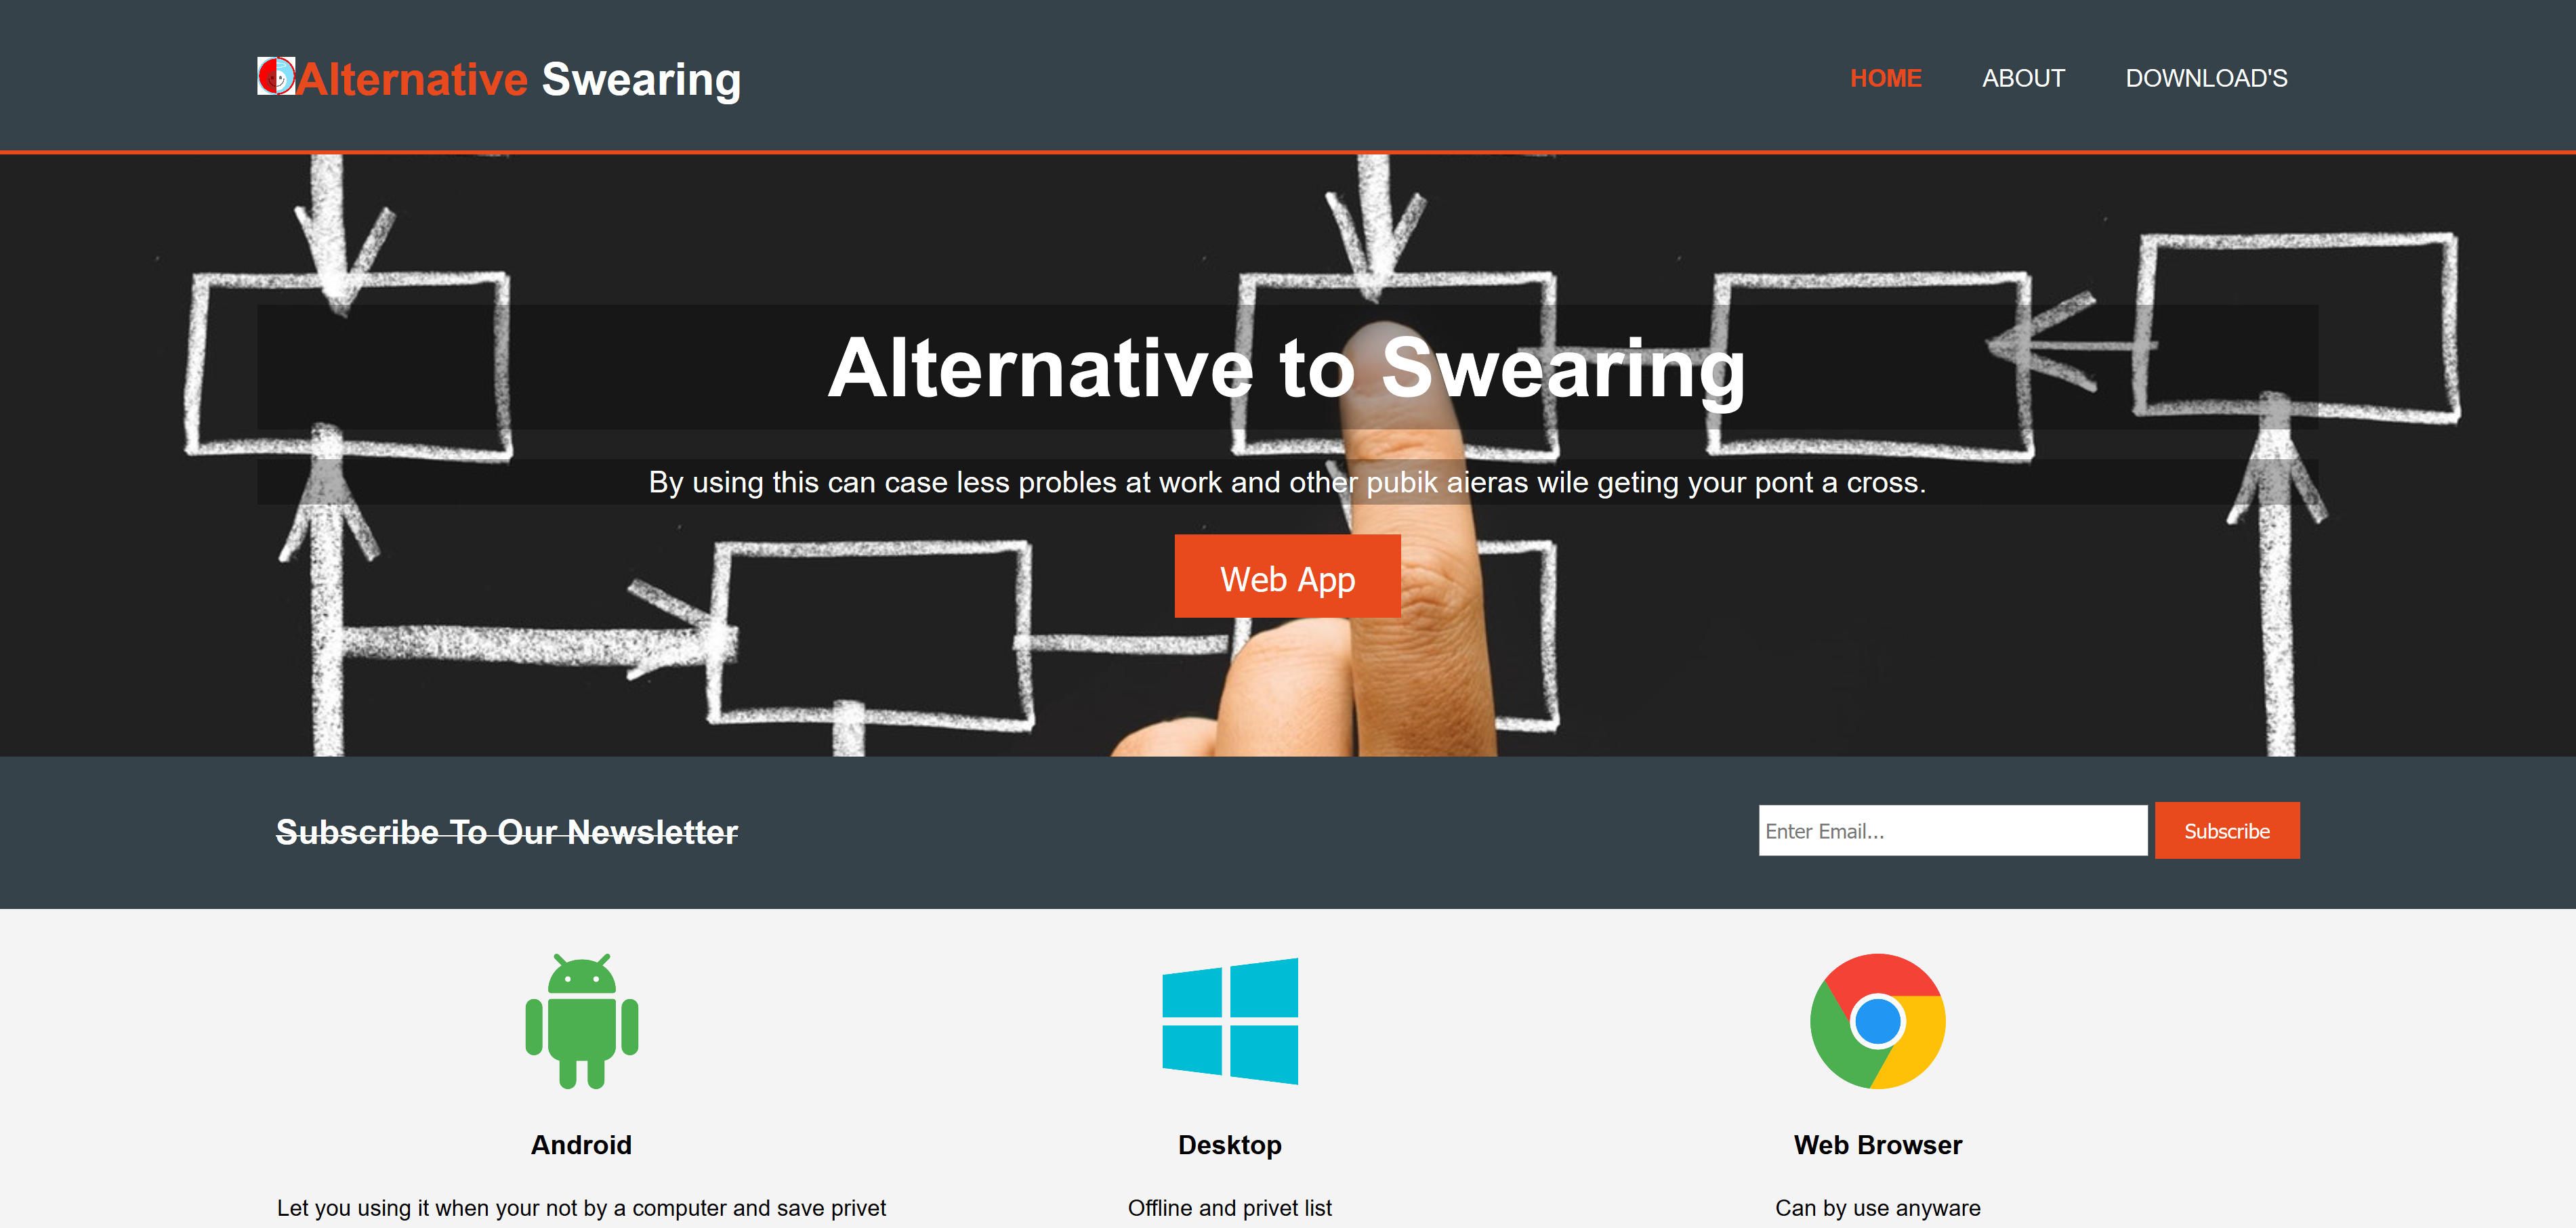 Alternative Swearing
HOME ABOUT DOWNLOAD'S
Alternative to Swearing
By using this can case less probles at work and other pubik aieras wile geting your pont a cross.
Web App
Subscribe To Our Newsletter
Enter Email...
Subscribe
Android
Let you using it when your not by a computer and save privet
Desktop
Offline and privet list
Web Browser
Can by use anyware